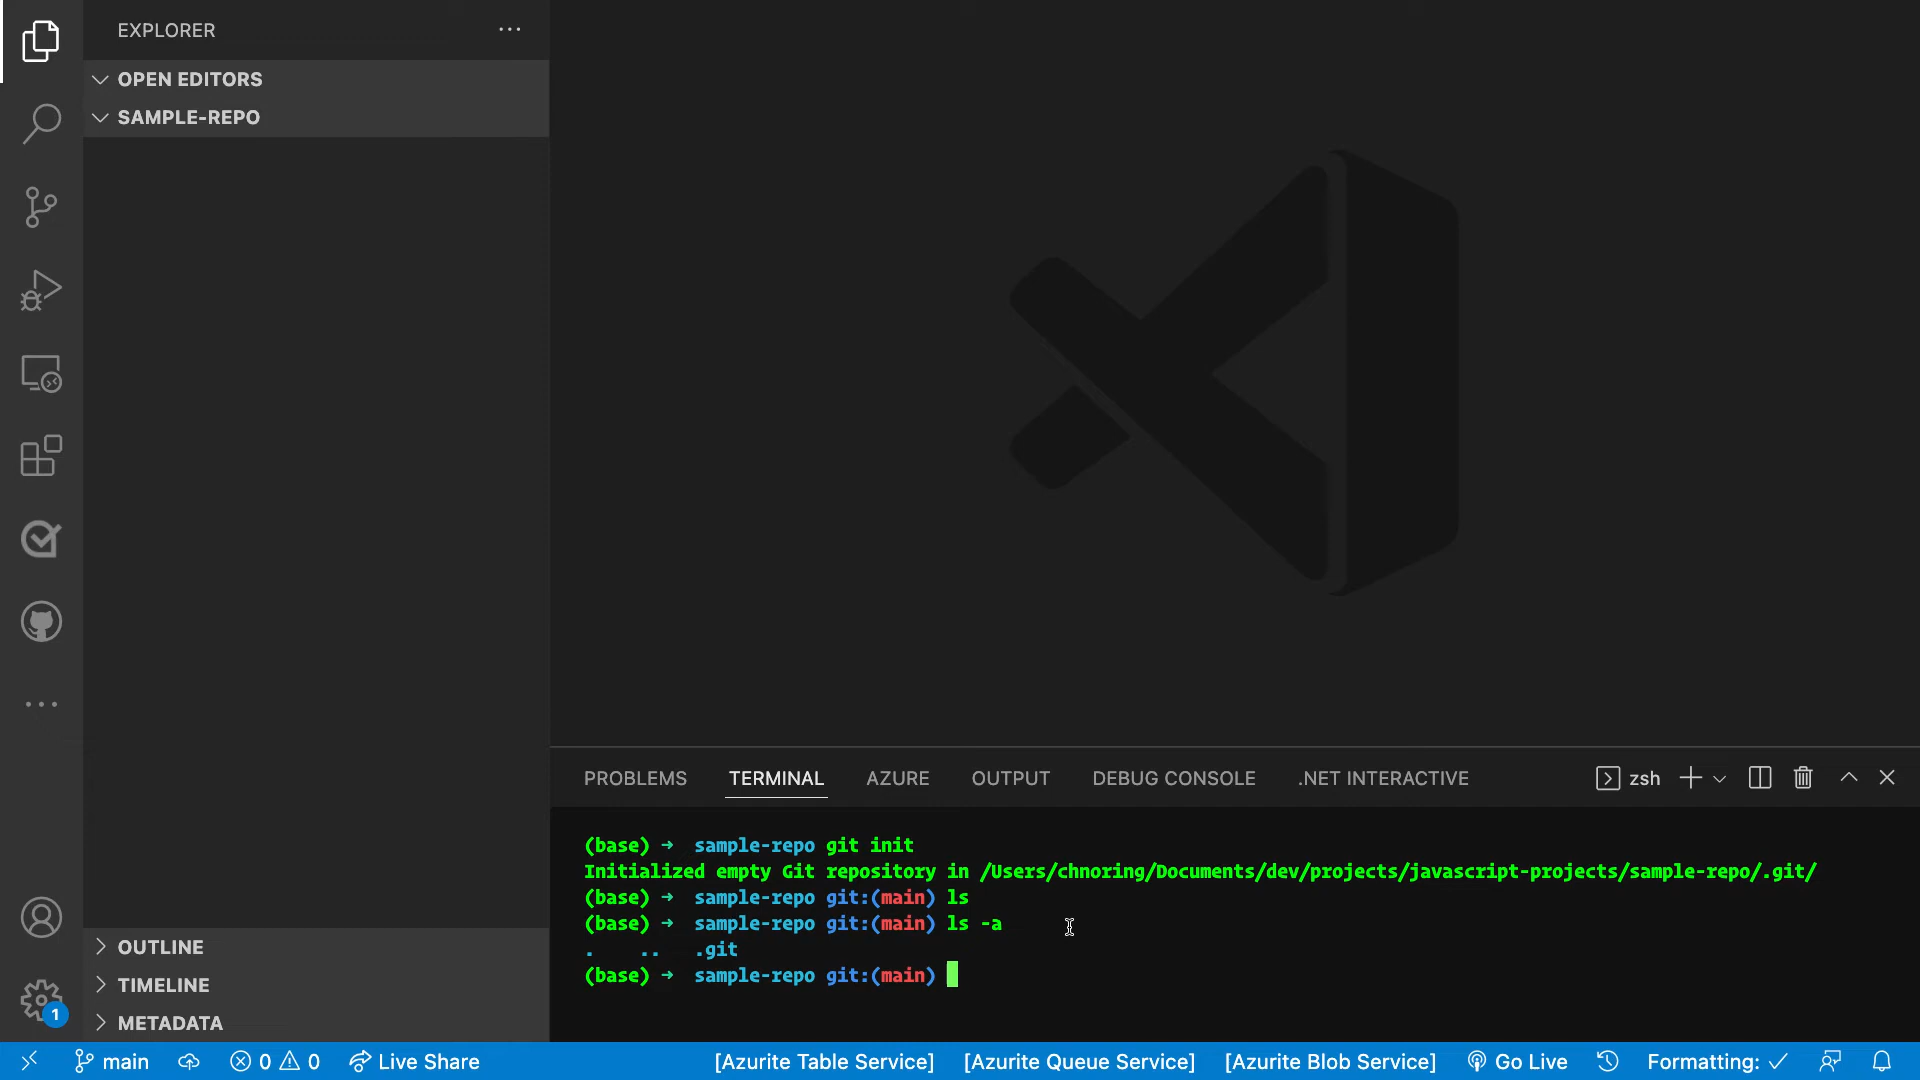 EXPLORER
OPEN EDITORS
SAMPLE-REPO
OUTLINE
TIMELINE
METADATA
1
PROBLEMS TERMINAL AZURE OUTPUT DEBUG CONSOLE .NET INTERACTIVE zsh
(base) → sample-repo git init
Initialized empty Git repository in /Users/chnoring/Documents/dev/projects/javascript-projects/sample-repo/.git/
(base) → sample-repo git:(main) ls
(base) → sample-repo git:(main) ls -a
. .. .git
(base) → sample-repo git:(main)
main 0 0 Live Share [Azurite Table Service] [Azurite Queue Service] [Azurite Blob Service] Go Live Formatting: ✓